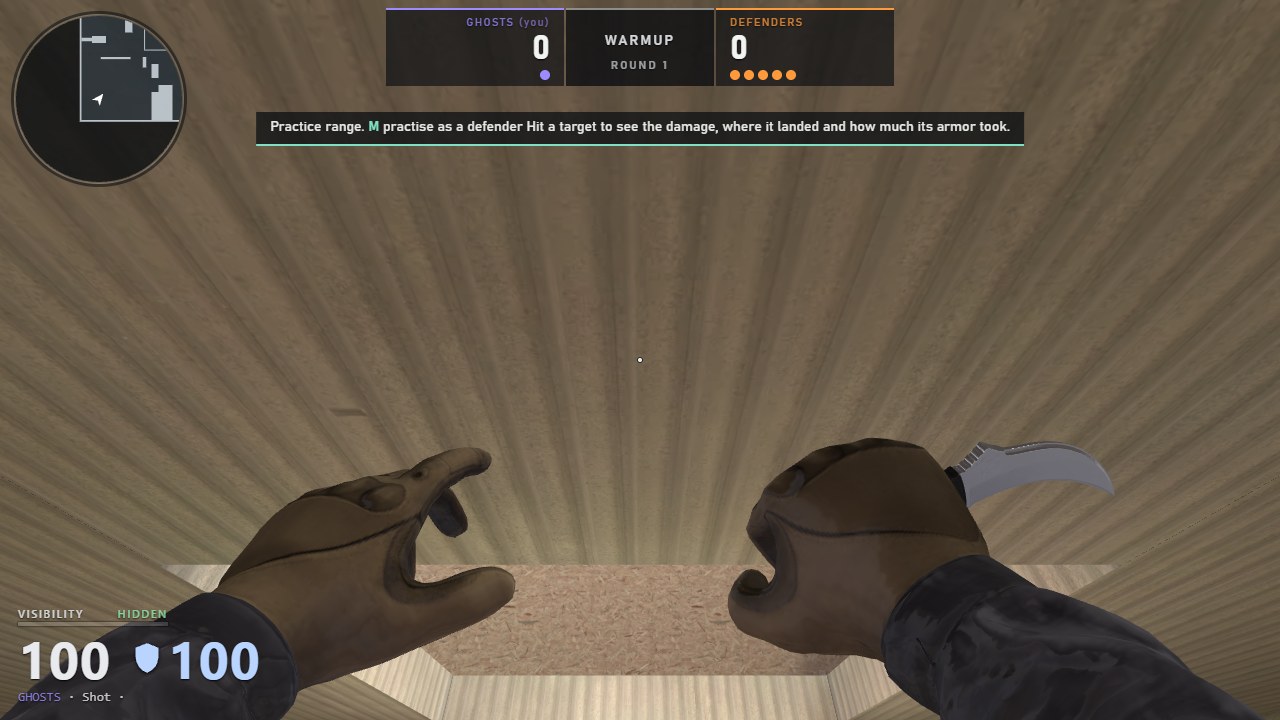 GHOSTS (you)
0
WARMUP
ROUND 1
DEFENDERS
0
Practice range. M practise as a defender Hit a target to see the damage, where it landed and how much its armor took.
VISIBILITY HIDDEN
100 100
GHOSTS · Shot ·